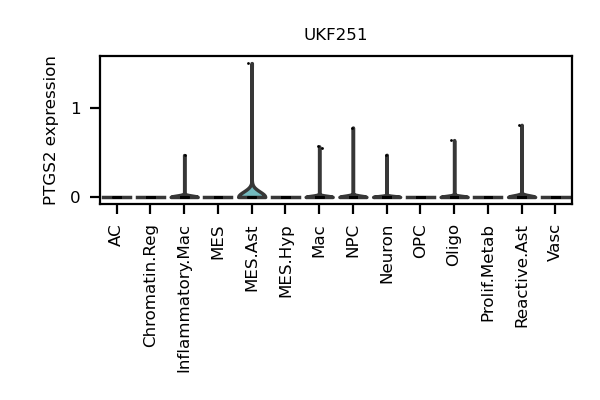 UKF251
PTGS2 expression
1
0
AC
Chromatin.Reg
Inflammatory.Mac
MES
MES.Ast
MES.Hyp
Mac
NPC
Neuron
OPC
Oligo
Prolif.Metab
Reactive.Ast
Vasc